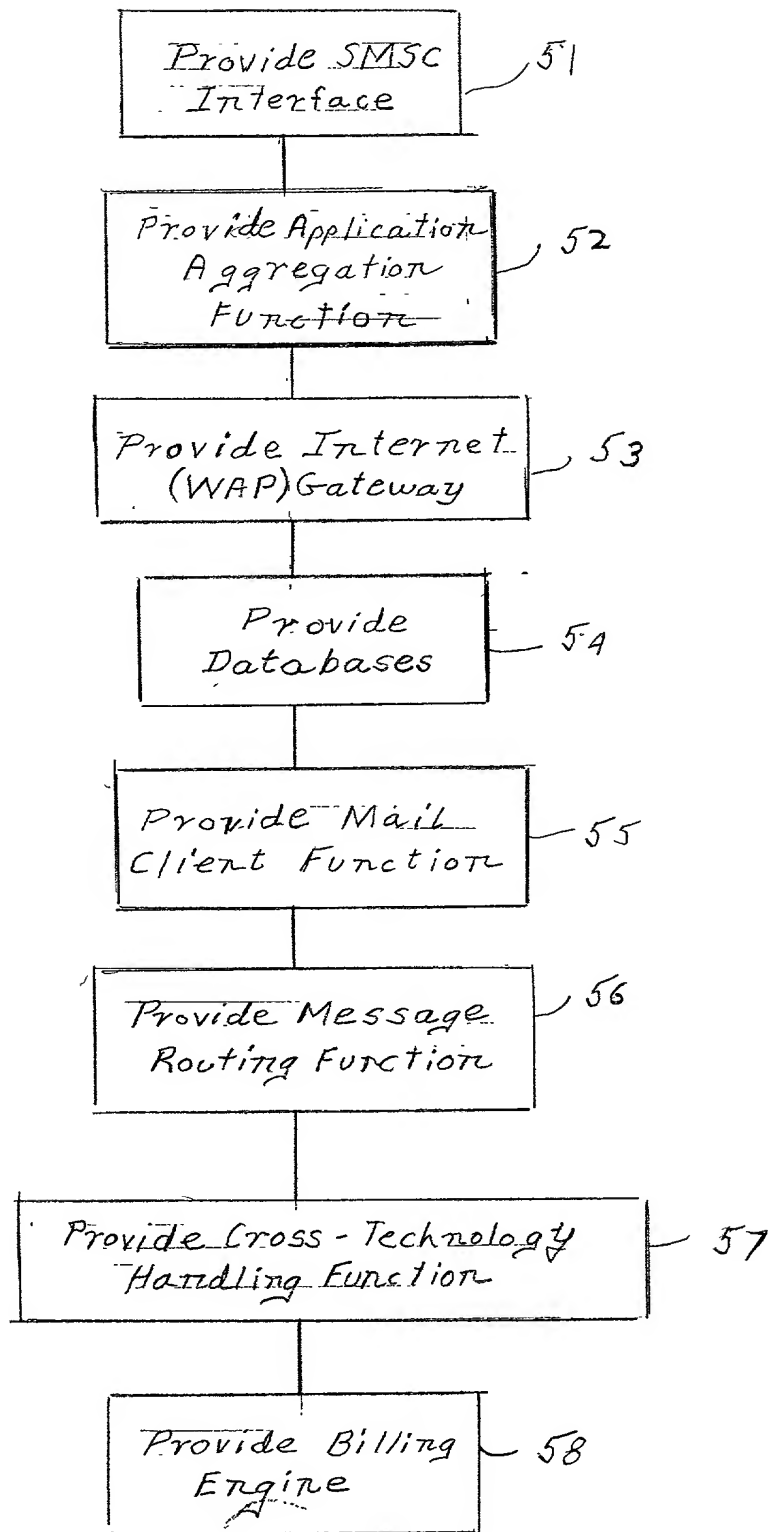 Provide SMSC
Interface
51
Provide Application
Aggregation
Function
52
Provide Internet
(WAP) Gateway
53
Provide
Databases
54
Provide Mail
Client Function
55
Provide Message
Routing Function
56
Provide Cross-Technology
Handling Function
57
Provide Billing
Engine
58